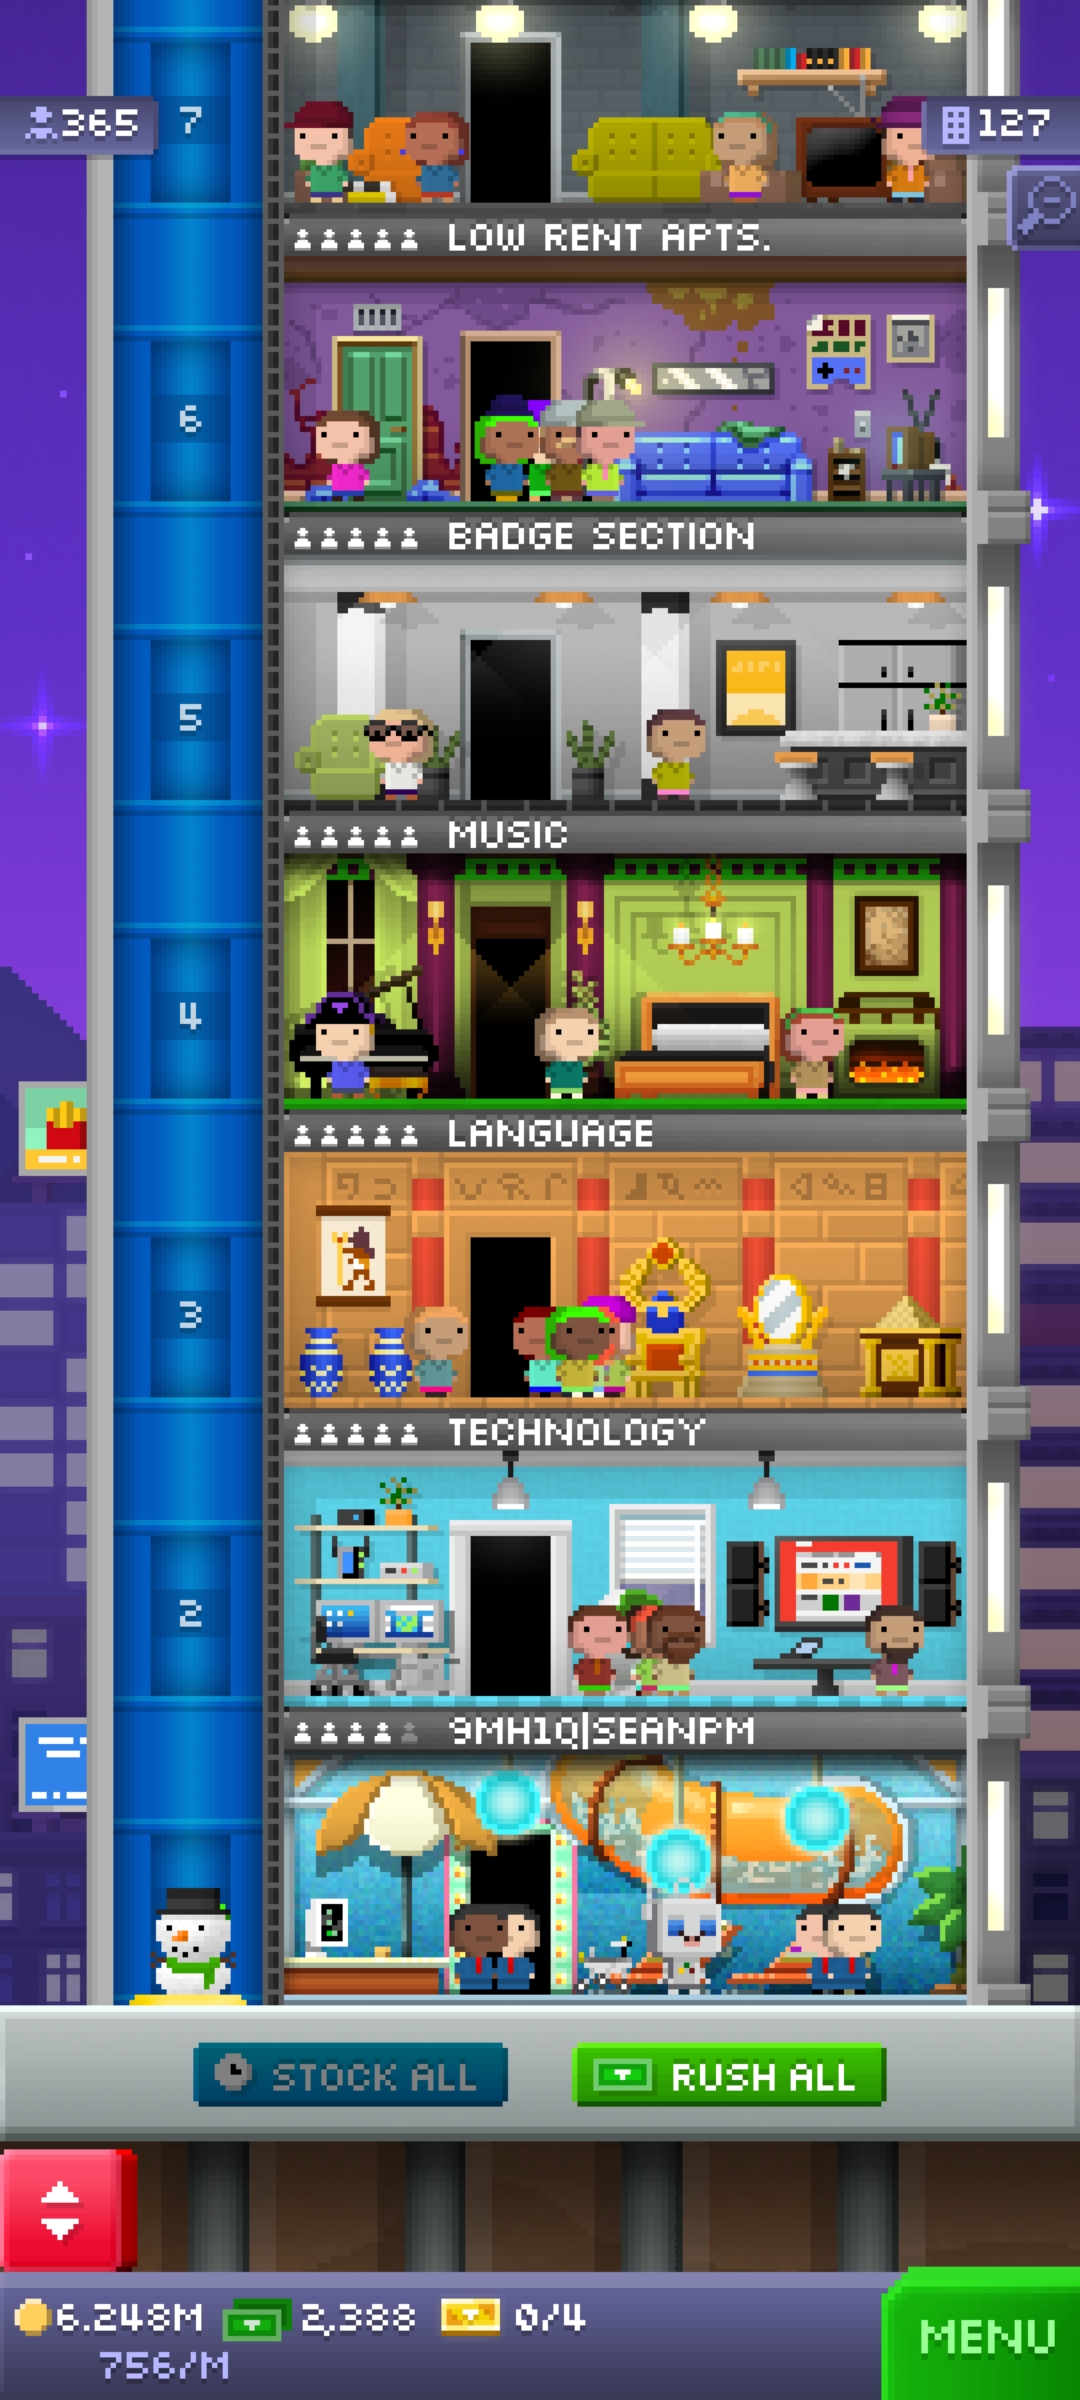 365
7
127
LOW RENT APTS.
6
BADGE SECTION
5
MUSIC
4
LANGUAGE
3
TECHNOLOGY
2
9MH1Q|SEANPM
STOCK ALL
RUSH ALL
6.248M
2,388
0/4
756/M
MENU